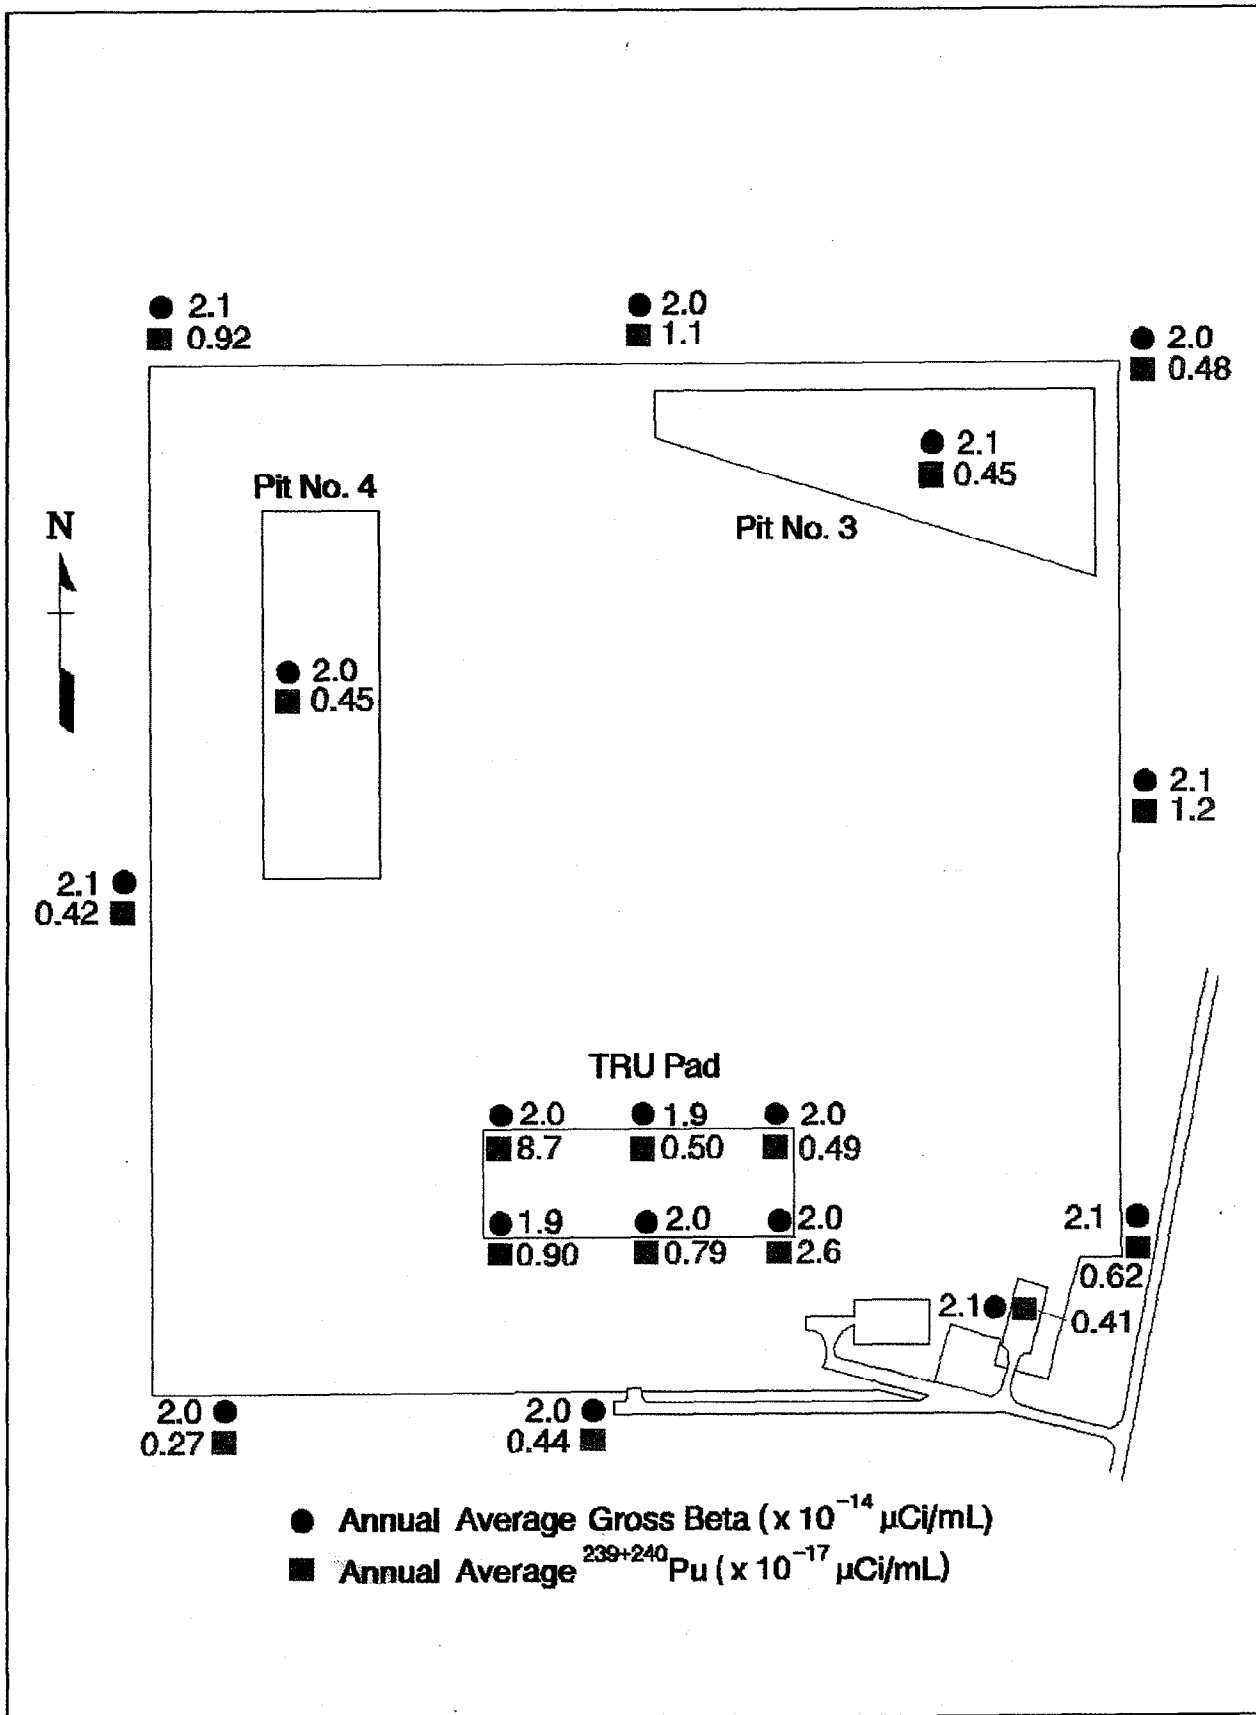 ● 2.1
■ 0.92
● 2.0
■ 1.1
● 2.0
■ 0.48
● 2.1
■ 0.45
Pit No. 3
Pit No. 4
N
● 2.0
■ 0.45
● 2.1
■ 1.2
2.1 ●
0.42 ■
TRU Pad
● 2.0 ● 1.9 ● 2.0
■ 8.7 ■ 0.50 ■ 0.49
● 1.9 ● 2.0 ● 2.0
■ 0.90 ■ 0.79 ■ 2.6
2.1 ●
■
0.62
2.1 ● ■ 0.41
2.0 ●
0.27 ■
2.0 ●
0.44 ■
● Annual Average Gross Beta (x 10⁻¹⁴ µCi/mL)
■ Annual Average ²³⁹⁺²⁴⁰Pu (x 10⁻¹⁷ µCi/mL)